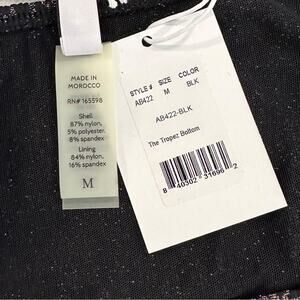 MADE IN
MOROCCO
RN# 165598
Shell
87% nylon,
5% polyester,
8% spandex
Lining
84% nylon,
16% spandex
M
STYLE # SIZE COLOR
AB422 M BLK
AB422-BLK
The Tropez Bottom
8 40302 31696 2